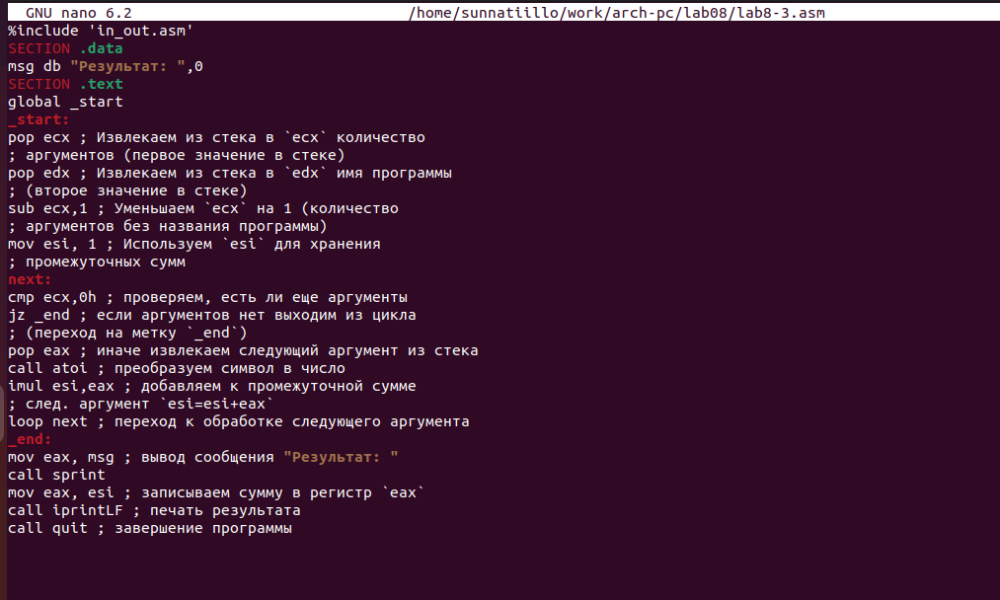 GNU nano 6.2 /home/sunnatiillo/work/arch-pc/lab08/lab8-3.asm
%include 'in_out.asm'
SECTION .data
msg db "Результат: ",0
SECTION .text
global _start
_start:
pop ecx ; Извлекаем из стека в `ecx` количество
; аргументов (первое значение в стеке)
pop edx ; Извлекаем из стека в `edx` имя программы
; (второе значение в стеке)
sub ecx,1 ; Уменьшаем `ecx` на 1 (количество
; аргументов без названия программы)
mov esi, 1 ; Используем `esi` для хранения
; промежуточных сумм
next:
cmp ecx,0h ; проверяем, есть ли еще аргументы
jz _end ; если аргументов нет выходим из цикла
; (переход на метку `_end`)
pop eax ; иначе извлекаем следующий аргумент из стека
call atoi ; преобразуем символ в число
imul esi,eax ; добавляем к промежуточной сумме
; след. аргумент `esi=esi+eax`
loop next ; переход к обработке следующего аргумента
_end:
mov eax, msg ; вывод сообщения "Результат: "
call sprint
mov eax, esi ; записываем сумму в регистр `eax`
call iprintLF ; печать результата
call quit ; завершение программы